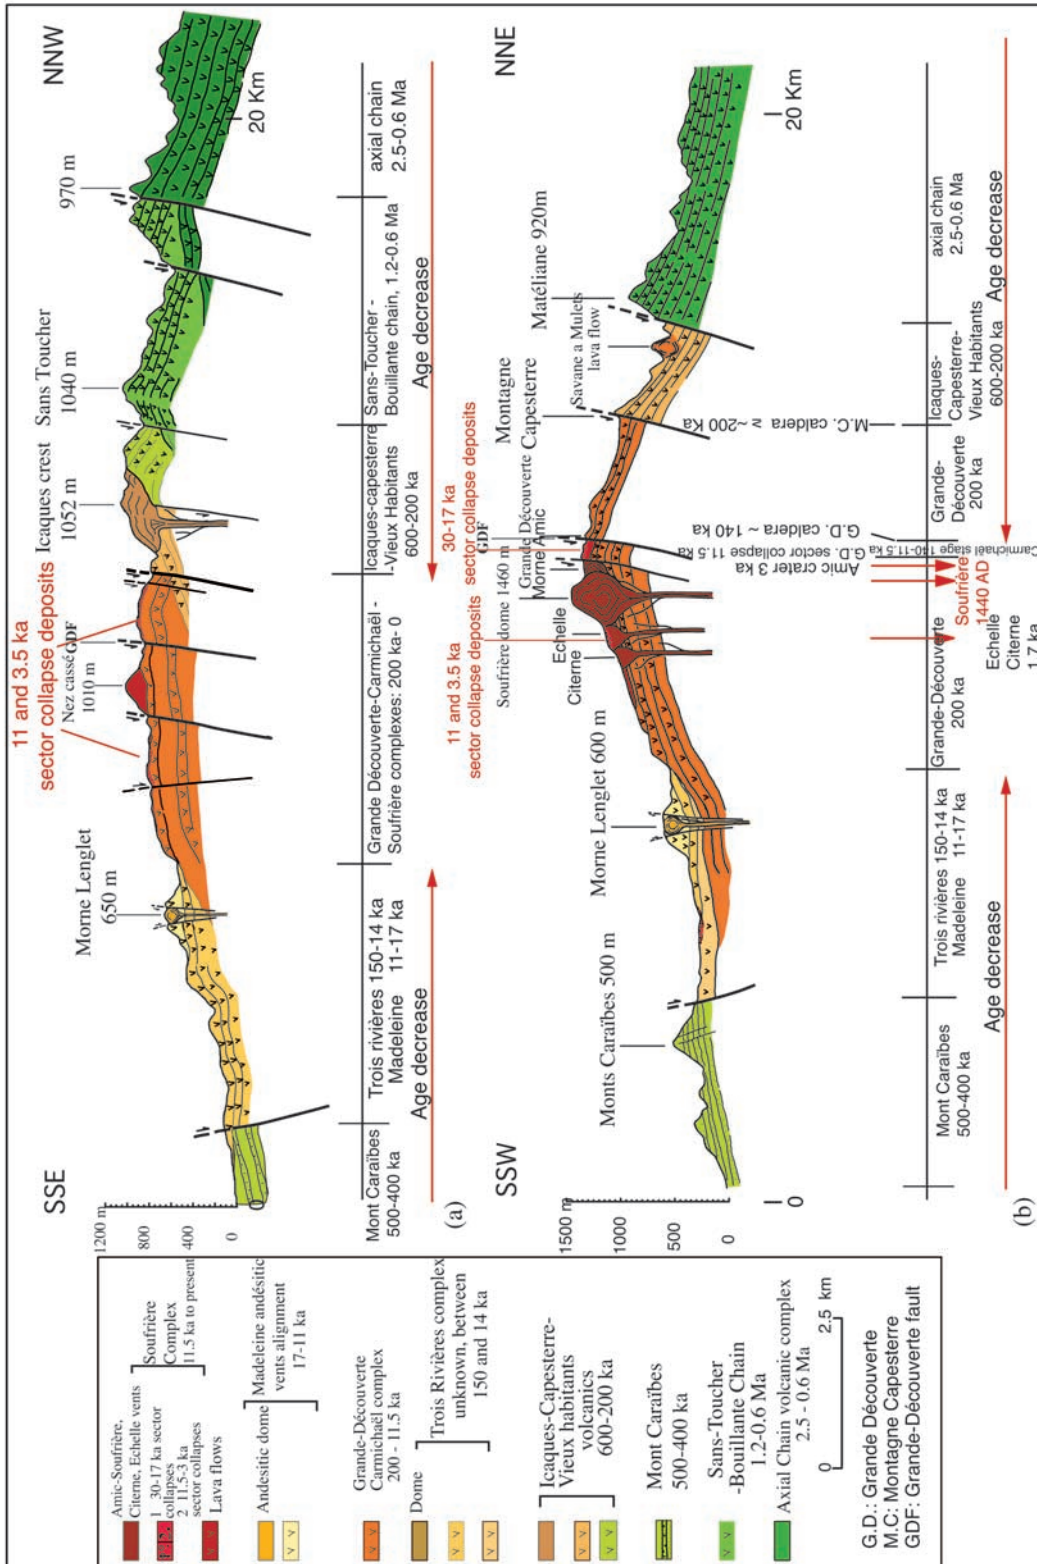 SSE
NNW
1200 m
800
400
0
Morne Lenglet
650 m
11 and 3.5 ka
sector collapse deposits
Nez cassé
1010 m
GDF
Icaques crest
1052 m
Sans Toucher
1040 m
970 m
0
20 Km
Mont Caraïbes
500-400 ka
Trois rivières 150-14 ka
Madeleine 11-17 ka
Grande Découverte-Carmichaël -
Soufrière complexes: 200 ka- 0
Icaques-capesterre
-Vieux Habitants
600-200 ka
Sans-Toucher -
Bouillante chain, 1.2-0.6 Ma
axial chain
2.5-0.6 Ma
Age decrease
Age decrease
(a)
SSW
NNE
1500 m
1000
500
0
Monts Caraïbes 500 m
Morne Lenglet 600 m
11 and 3.5 ka
sector collapse deposits
Citerne
Echelle
Soufrière dome 1460 m
Morne Amic
Grande Découverte
30-17 ka
sector collapse deposits
GDF
Montagne
Capesterre
Savane a Mulets
lava flow
Matéliane 920m
0
20 Km
Mont Caraïbes
500-400 ka
Trois rivières 150-14 ka
Madeleine 11-17 ka
Grande-Découverte
200 ka
Echelle
Citerne
1.7 ka
Soufrière
1440 AD
Amic crater 3 ka
G.D. sector collapse 11.5 ka
Carmichaël stage 140-11.5 ka
G.D. caldera ~ 140 ka
Grande-
Découverte
200 ka
M.C. caldera ≥ ~200 Ka
Icaques-
Capesterre-
Vieux Habitants
600-200 ka
axial chain
2.5-0.6 Ma
Age decrease
Age decrease
(b)
Amic-Soufrière,
Citerne, Echelle vents
1 30-17 ka sector
collapses
2 11.5-3 ka
sector collapses
Lava flows
Soufrière
Complex
11.5 ka to present
Andesitic dome
Madeleine andésitic
vents alignment
17-11 ka
Grande-Découverte
Carmichaël complex
200 - 11.5 ka
Dome
Trois Rivières complex
unknown, between
150 and 14 ka
Icaques-Capesterre-
Vieux habitants
volcanics
600-200 ka
Mont Caraïbes
500-400 ka
Sans-Toucher
-Bouillante Chain
1.2-0.6 Ma
Axial Chain volcanic complex
2.5 - 0.6 Ma
0
2.5 km
G.D.: Grande Découverte
M.C: Montagne Capesterre
GDF: Grande-Découverte fault